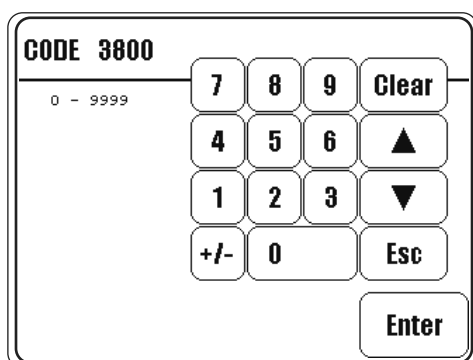 CODE 3800
0 - 9999
7 8 9 Clear
4 5 6 ▲
1 2 3 ▼
+/- 0 Esc
Enter